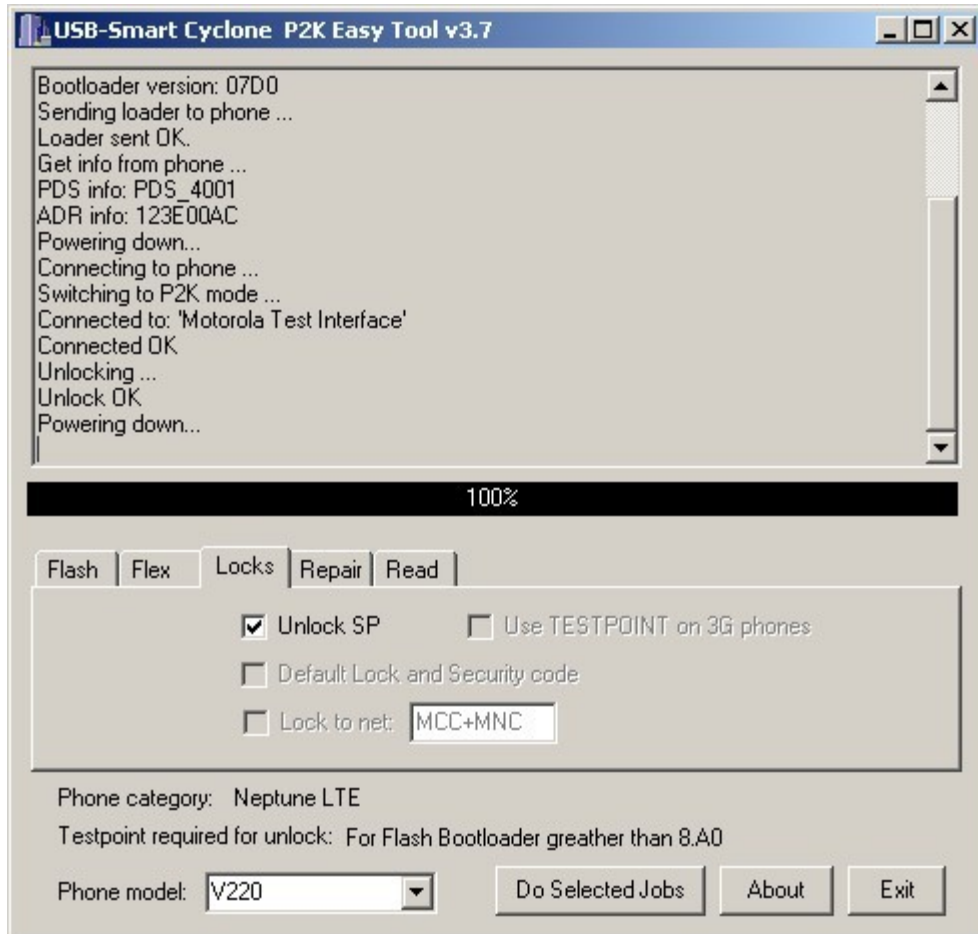 USB-Smart Cyclone P2K Easy Tool v3.7
Bootloader version: 07D0
Sending loader to phone ...
Loader sent OK.
Get info from phone ...
PDS info: PDS_4001
ADR info: 123E00AC
Powering down...
Connecting to phone ...
Switching to P2K mode ...
Connected to: 'Motorola Test Interface'
Connected OK
Unlocking ...
Unlock OK
Powering down...
100%
Flash Flex Locks Repair Read
Unlock SP Use TESTPOINT on 3G phones
Default Lock and Security code
Lock to net: MCC+MNC
Phone category: Neptune LTE
Testpoint required for unlock: For Flash Bootloader greather than 8.A0
Phone model: V220 Do Selected Jobs About Exit